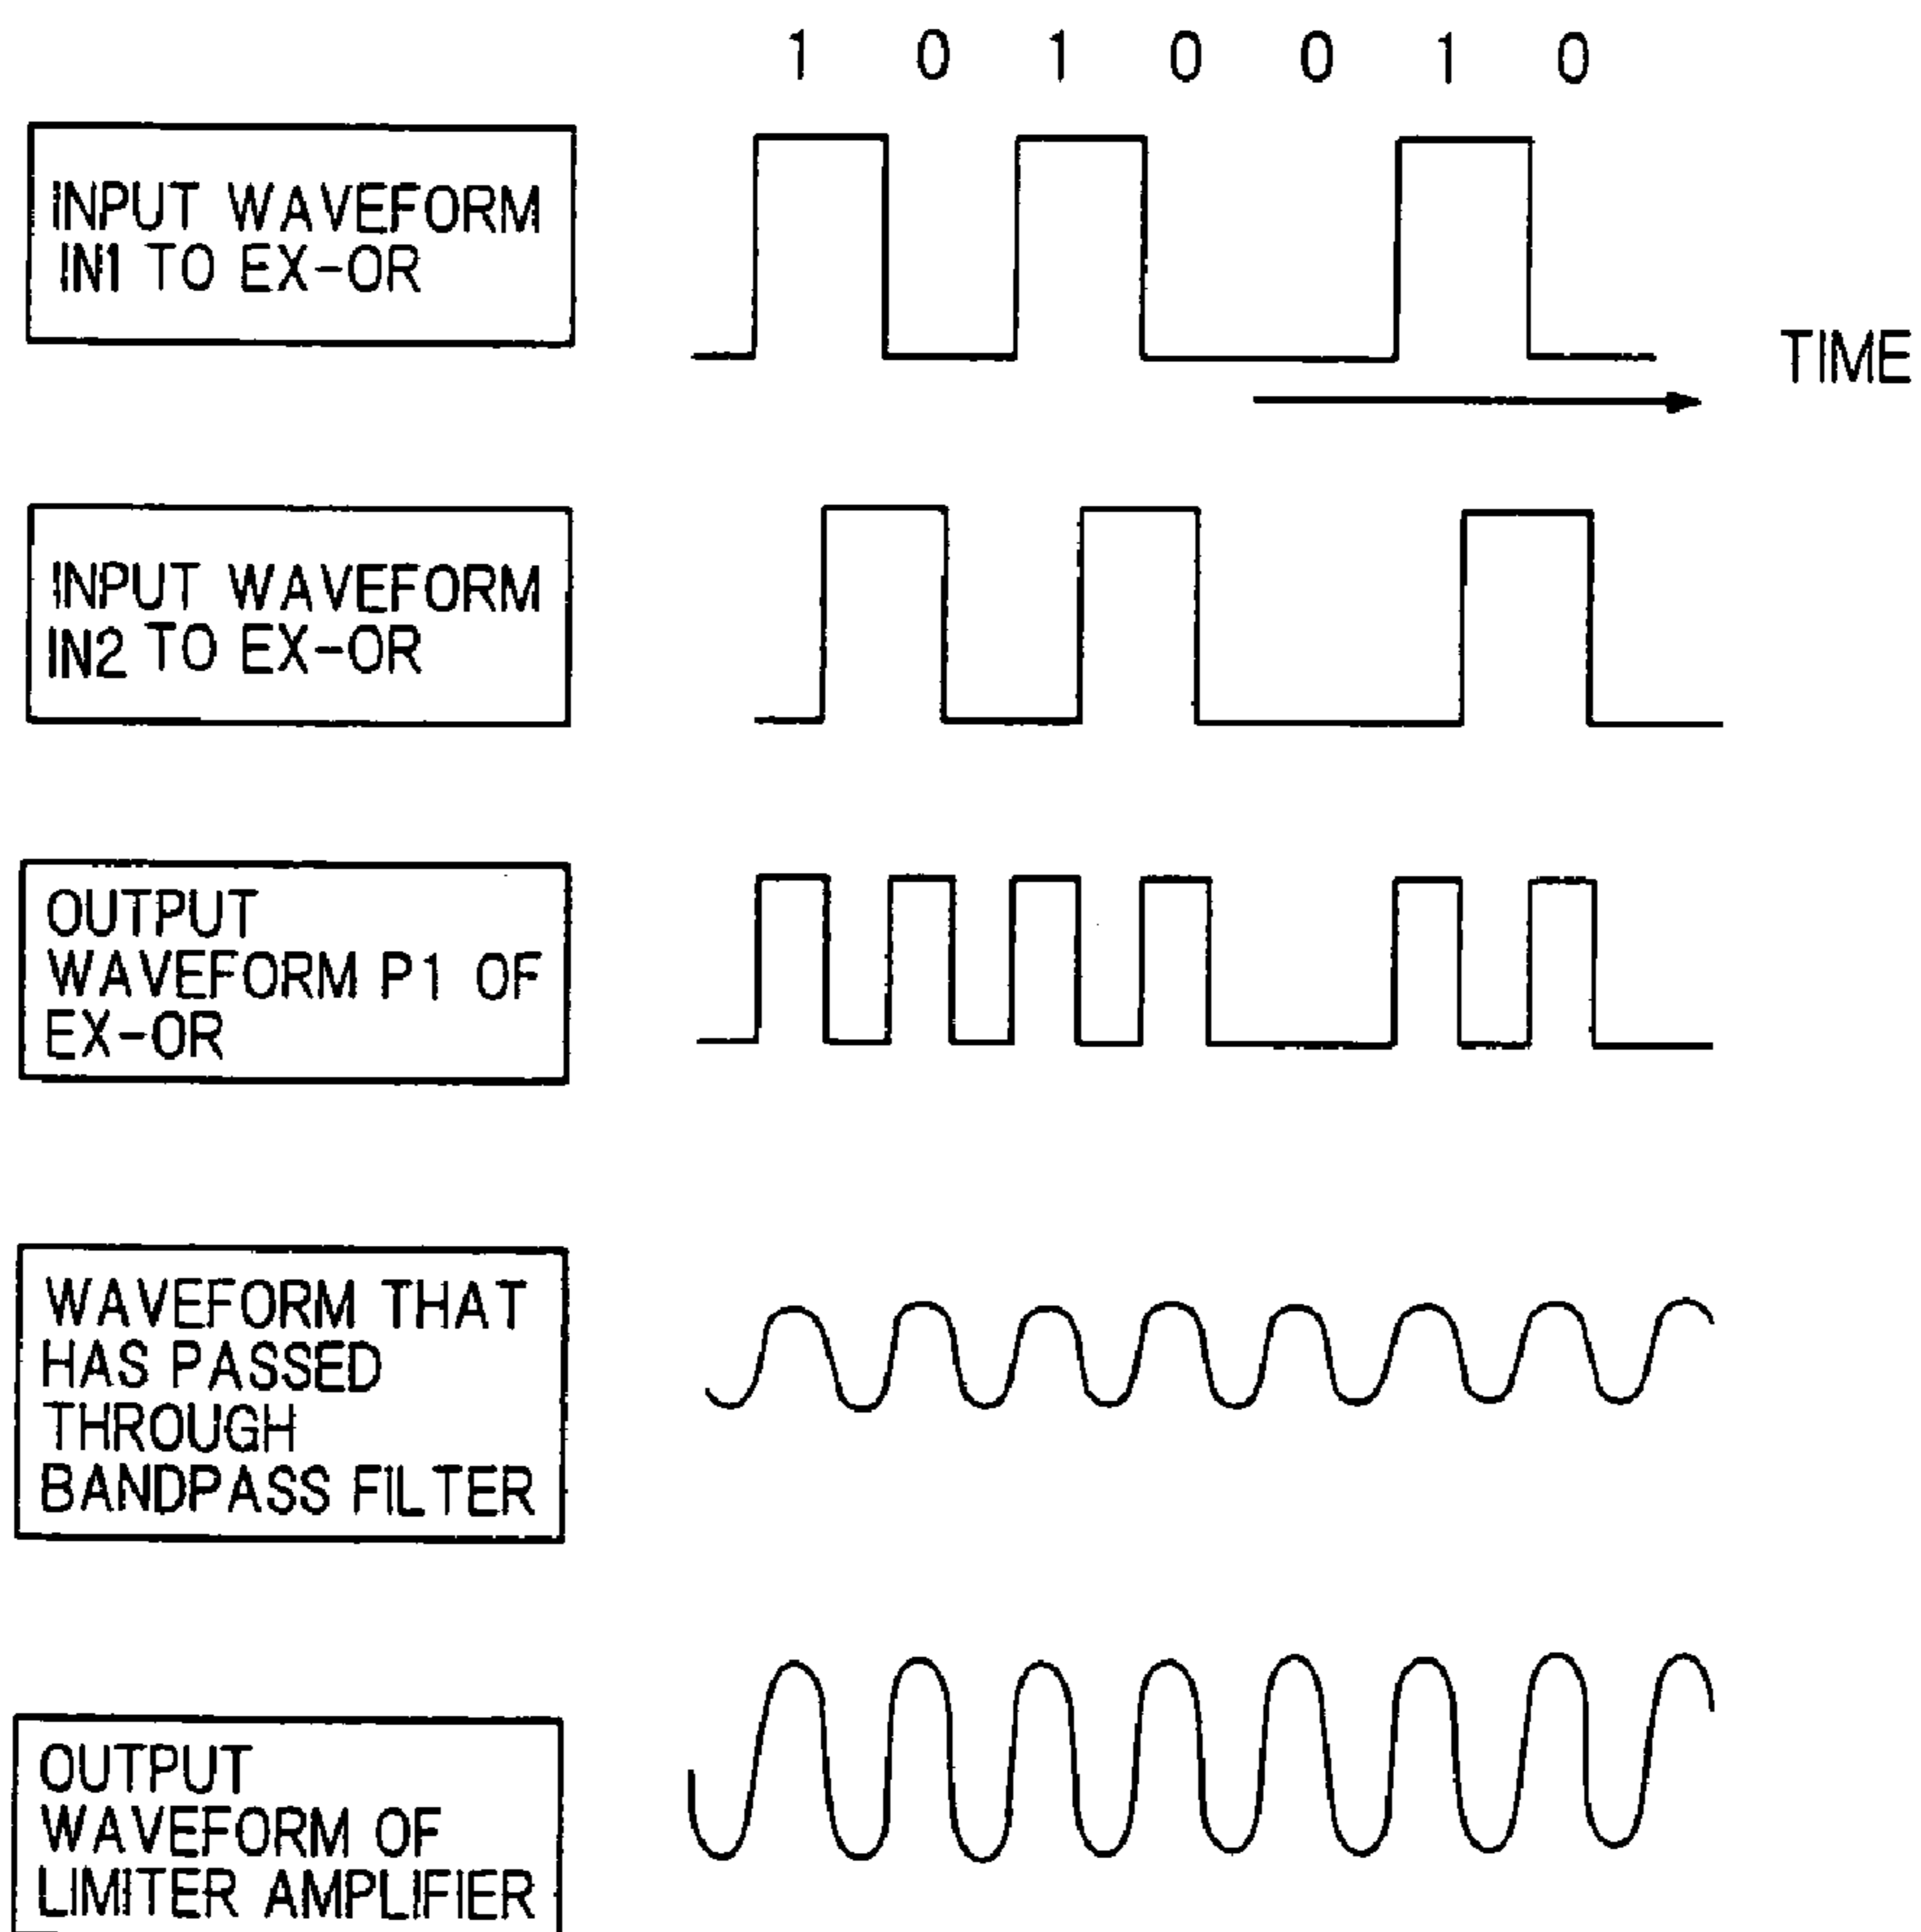 1 0 1 0 0 1 0
INPUT WAVEFORM
IN1 TO EX-OR
TIME
INPUT WAVEFORM
IN2 TO EX-OR
OUTPUT
WAVEFORM P1 OF
EX-OR
WAVEFORM THAT
HAS PASSED
THROUGH
BANDPASS FILTER
OUTPUT
WAVEFORM OF
LIMITER AMPLIFIER